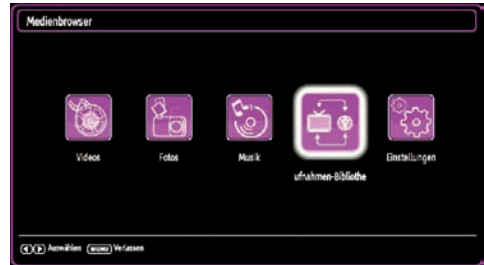 Medienbrowser
Videos Fotos Musik ufnahmen-Bibliothe Einstellungen
Auswählen MENU Verlassen